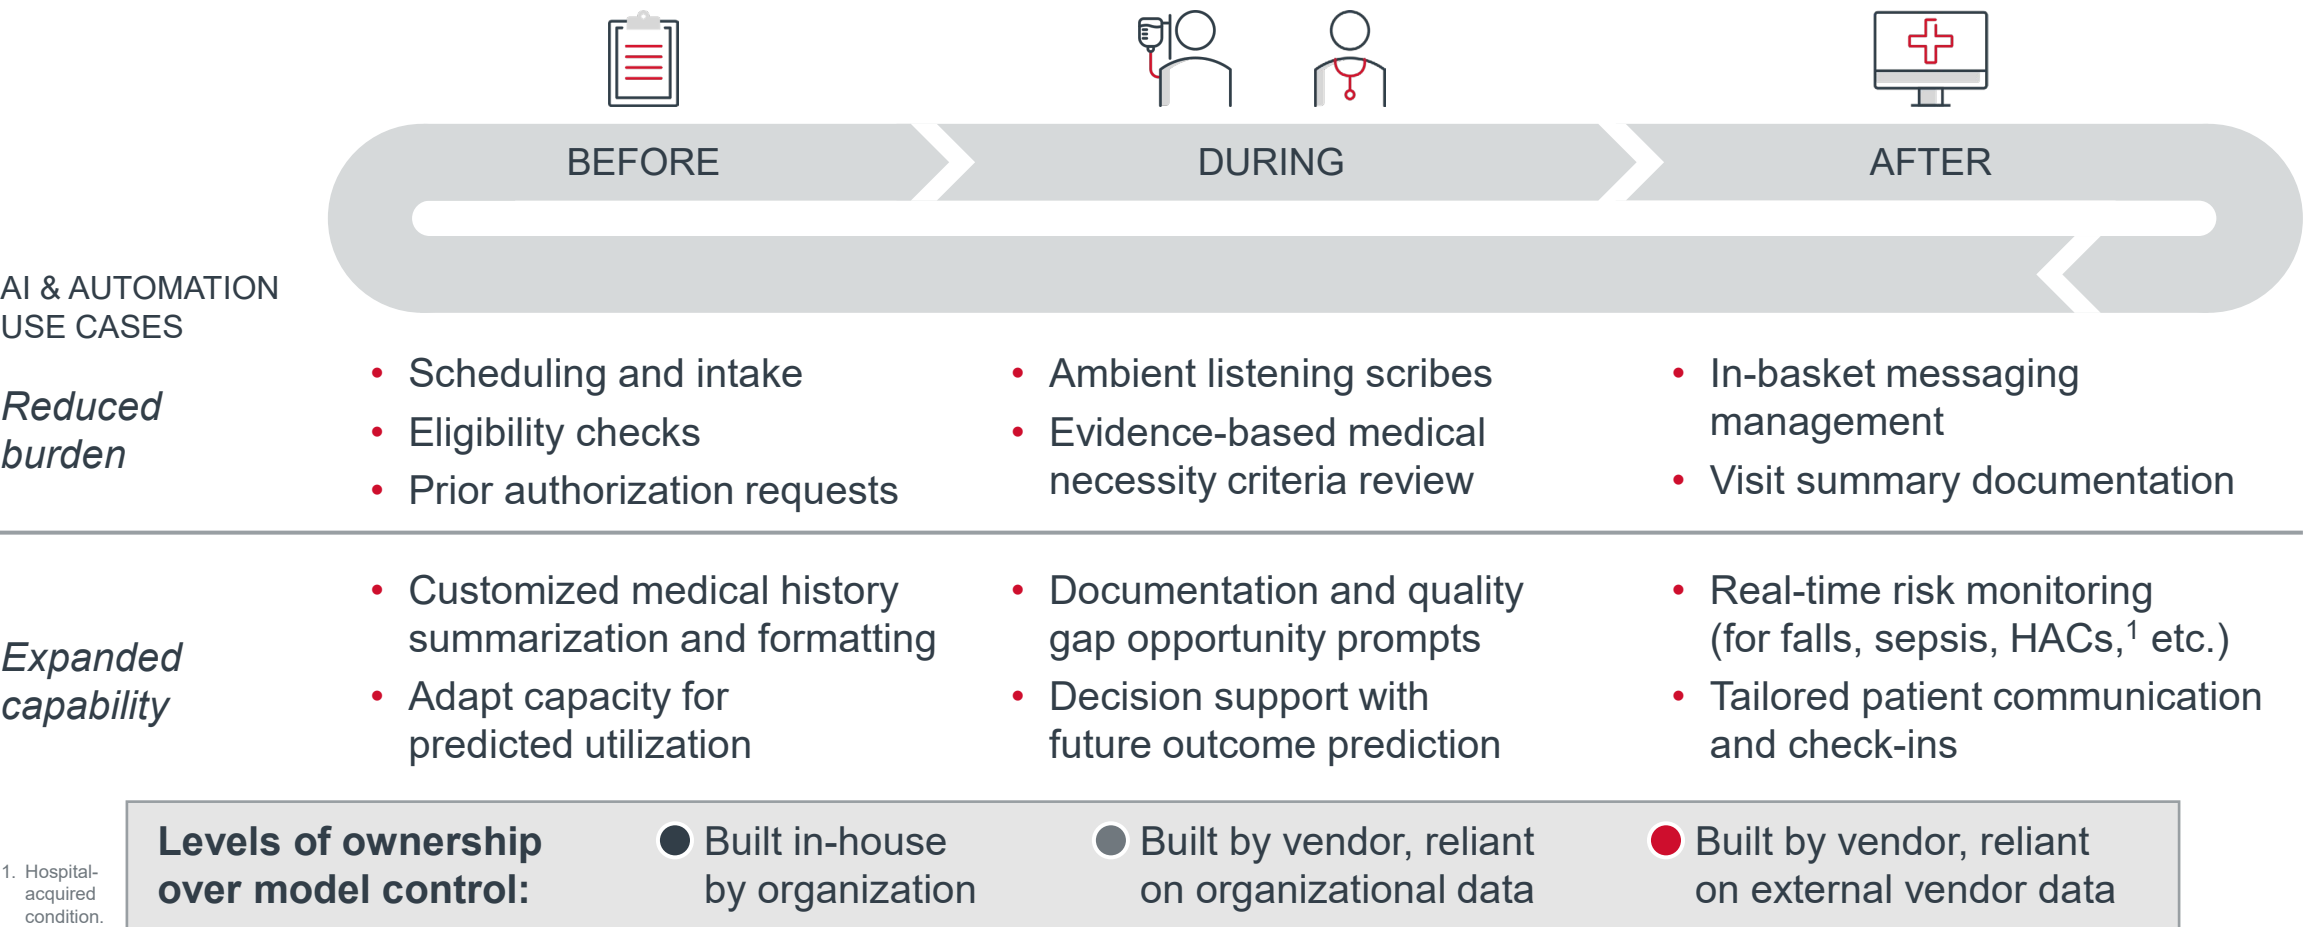 BEFORE
DURING
AFTER
AI & AUTOMATION
USE CASES
Reduced
burden
• Scheduling and intake
• Eligibility checks
• Prior authorization requests
• Ambient listening scribes
• Evidence-based medical
necessity criteria review
• In-basket messaging
management
• Visit summary documentation
Expanded
capability
• Customized medical history
summarization and formatting
• Adapt capacity for
predicted utilization
• Documentation and quality
gap opportunity prompts
• Decision support with
future outcome prediction
• Real-time risk monitoring
(for falls, sepsis, HACs,¹ etc.)
• Tailored patient communication
and check-ins
Levels of ownership
over model control:
Built in-house
by organization
Built by vendor, reliant
on organizational data
Built by vendor, reliant
on external vendor data
1. Hospital-
acquired
condition.